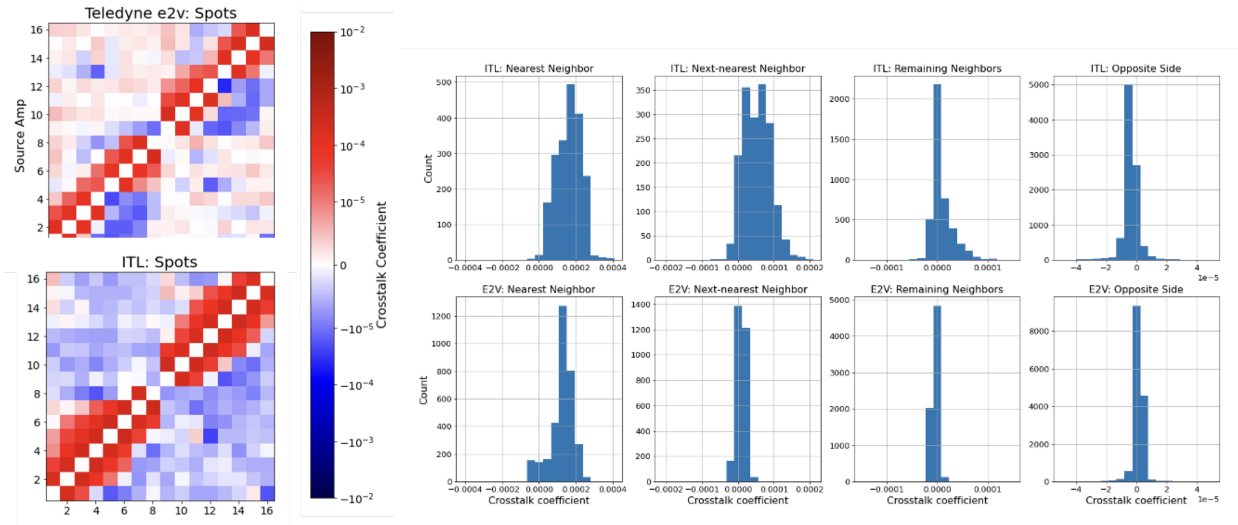 Teledyne e2v: Spots
16
14
12
10
8
6
4
2
Source Amp
ITL: Spots
16
14
12
10
8
6
4
2
2 4 6 8 10 12 14 16
10⁻²
10⁻³
10⁻⁴
10⁻⁵
0
−10⁻⁵
−10⁻⁴
−10⁻³
−10⁻²
Crosstalk Coefficient
ITL: Nearest Neighbor
500
400
300
200
100
0
Count
−0.0004 −0.0002 0.0000 0.0002 0.0004
ITL: Next-nearest Neighbor
350
300
250
200
150
100
50
0
−0.0002 −0.0001 0.0000 0.0001 0.0002
ITL: Remaining Neighbors
2000
1500
1000
500
0
−0.0001 0.0000 0.0001
ITL: Opposite Side
5000
4000
3000
2000
1000
0
−4 −2 0 2 4
1e−5
E2V: Nearest Neighbor
1200
1000
800
600
400
200
0
Count
−0.0004 −0.0002 0.0000 0.0002 0.0004
Crosstalk coefficient
E2V: Next-nearest Neighbor
1400
1200
1000
800
600
400
200
0
−0.0002 −0.0001 0.0000 0.0001 0.0002
Crosstalk coefficient
E2V: Remaining Neighbors
5000
4000
3000
2000
1000
0
−0.0001 0.0000 0.0001
Crosstalk coefficient
E2V: Opposite Side
8000
6000
4000
2000
0
−4 −2 0 2 4
1e−5
Crosstalk coefficient